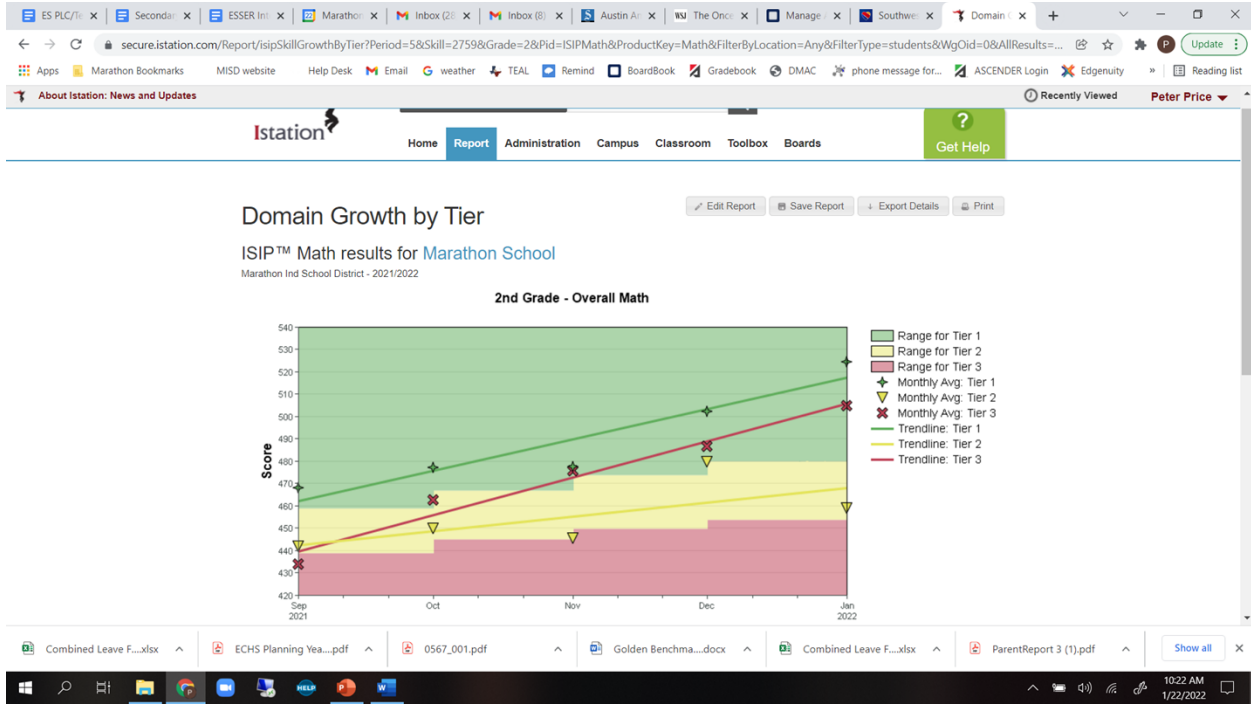 ES PLC/Te Secondar ESSER Int Marathon Inbox (28 Inbox (8) Austin An WSJ The Once Manage A Southwes Domain G
secure.istation.com/Report/isipSkillGrowthByTier?Period=5&Skill=2759&Grade=2&Pid=ISIPMath&ProductKey=Math&FilterByLocation=Any&FilterType=students&WgOid=0&AllResults=... P Update
Apps Marathon Bookmarks MISD website Help Desk Email weather TEAL Remind BoardBook Gradebook DMAC phone message for... ASCENDER Login Edgenuity » Reading list
About Istation: News and Updates Recently Viewed Peter Price
Istation Home Report Administration Campus Classroom Toolbox Boards ? Get Help
Domain Growth by Tier Edit Report Save Report Export Details Print
ISIP™ Math results for Marathon School
Marathon Ind School District - 2021/2022
2nd Grade - Overall Math
Score
540
530
520
510
500
490
480
470
460
450
440
430
420
Sep 2021 Oct Nov Dec Jan 2022
Range for Tier 1
Range for Tier 2
Range for Tier 3
Monthly Avg: Tier 1
Monthly Avg: Tier 2
Monthly Avg: Tier 3
Trendline: Tier 1
Trendline: Tier 2
Trendline: Tier 3
Combined Leave F....xlsx ECHS Planning Yea....pdf 0567_001.pdf Golden Benchma....docx Combined Leave F....xlsx ParentReport 3 (1).pdf Show all
HELP 10:22 AM
1/22/2022